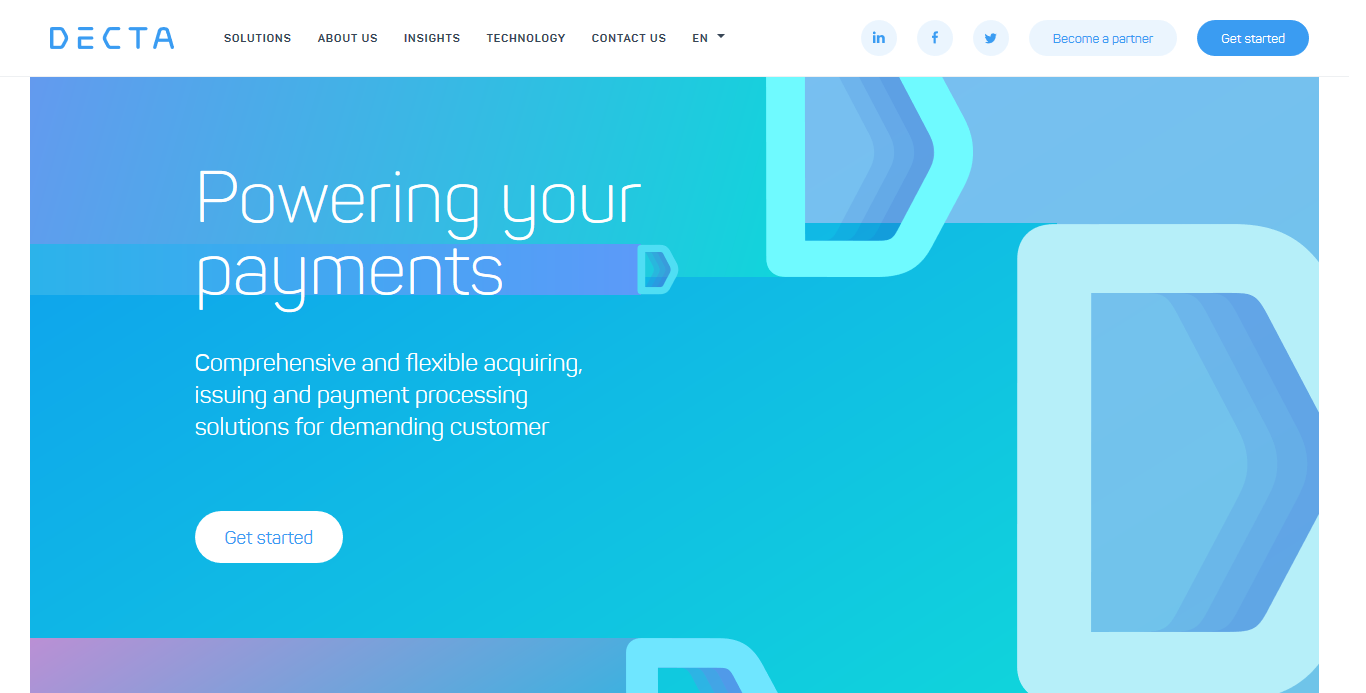 DECTA
SOLUTIONS ABOUT US INSIGHTS TECHNOLOGY CONTACT US EN
Become a partner
Get started
Powering your
payments
Comprehensive and flexible acquiring,
issuing and payment processing
solutions for demanding customer
Get started